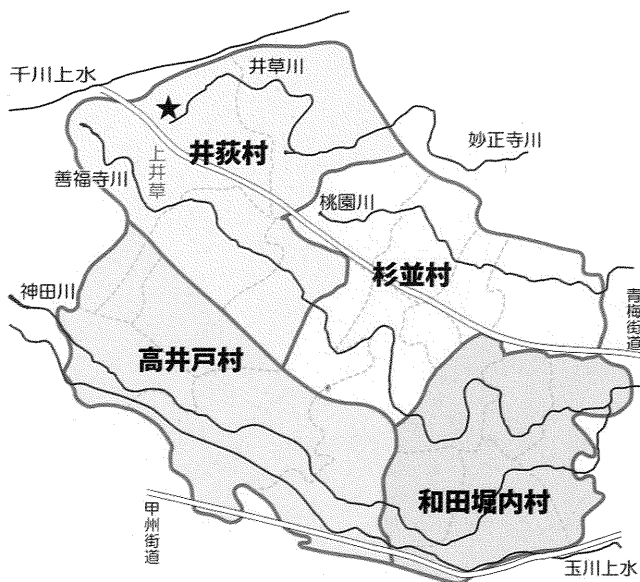 千川上水
井草川
妙正寺川
上井草
井荻村
善福寺川
桃園川
杉並村
神田川
青梅街道
高井戸村
和田堀内村
甲州街道
玉川上水